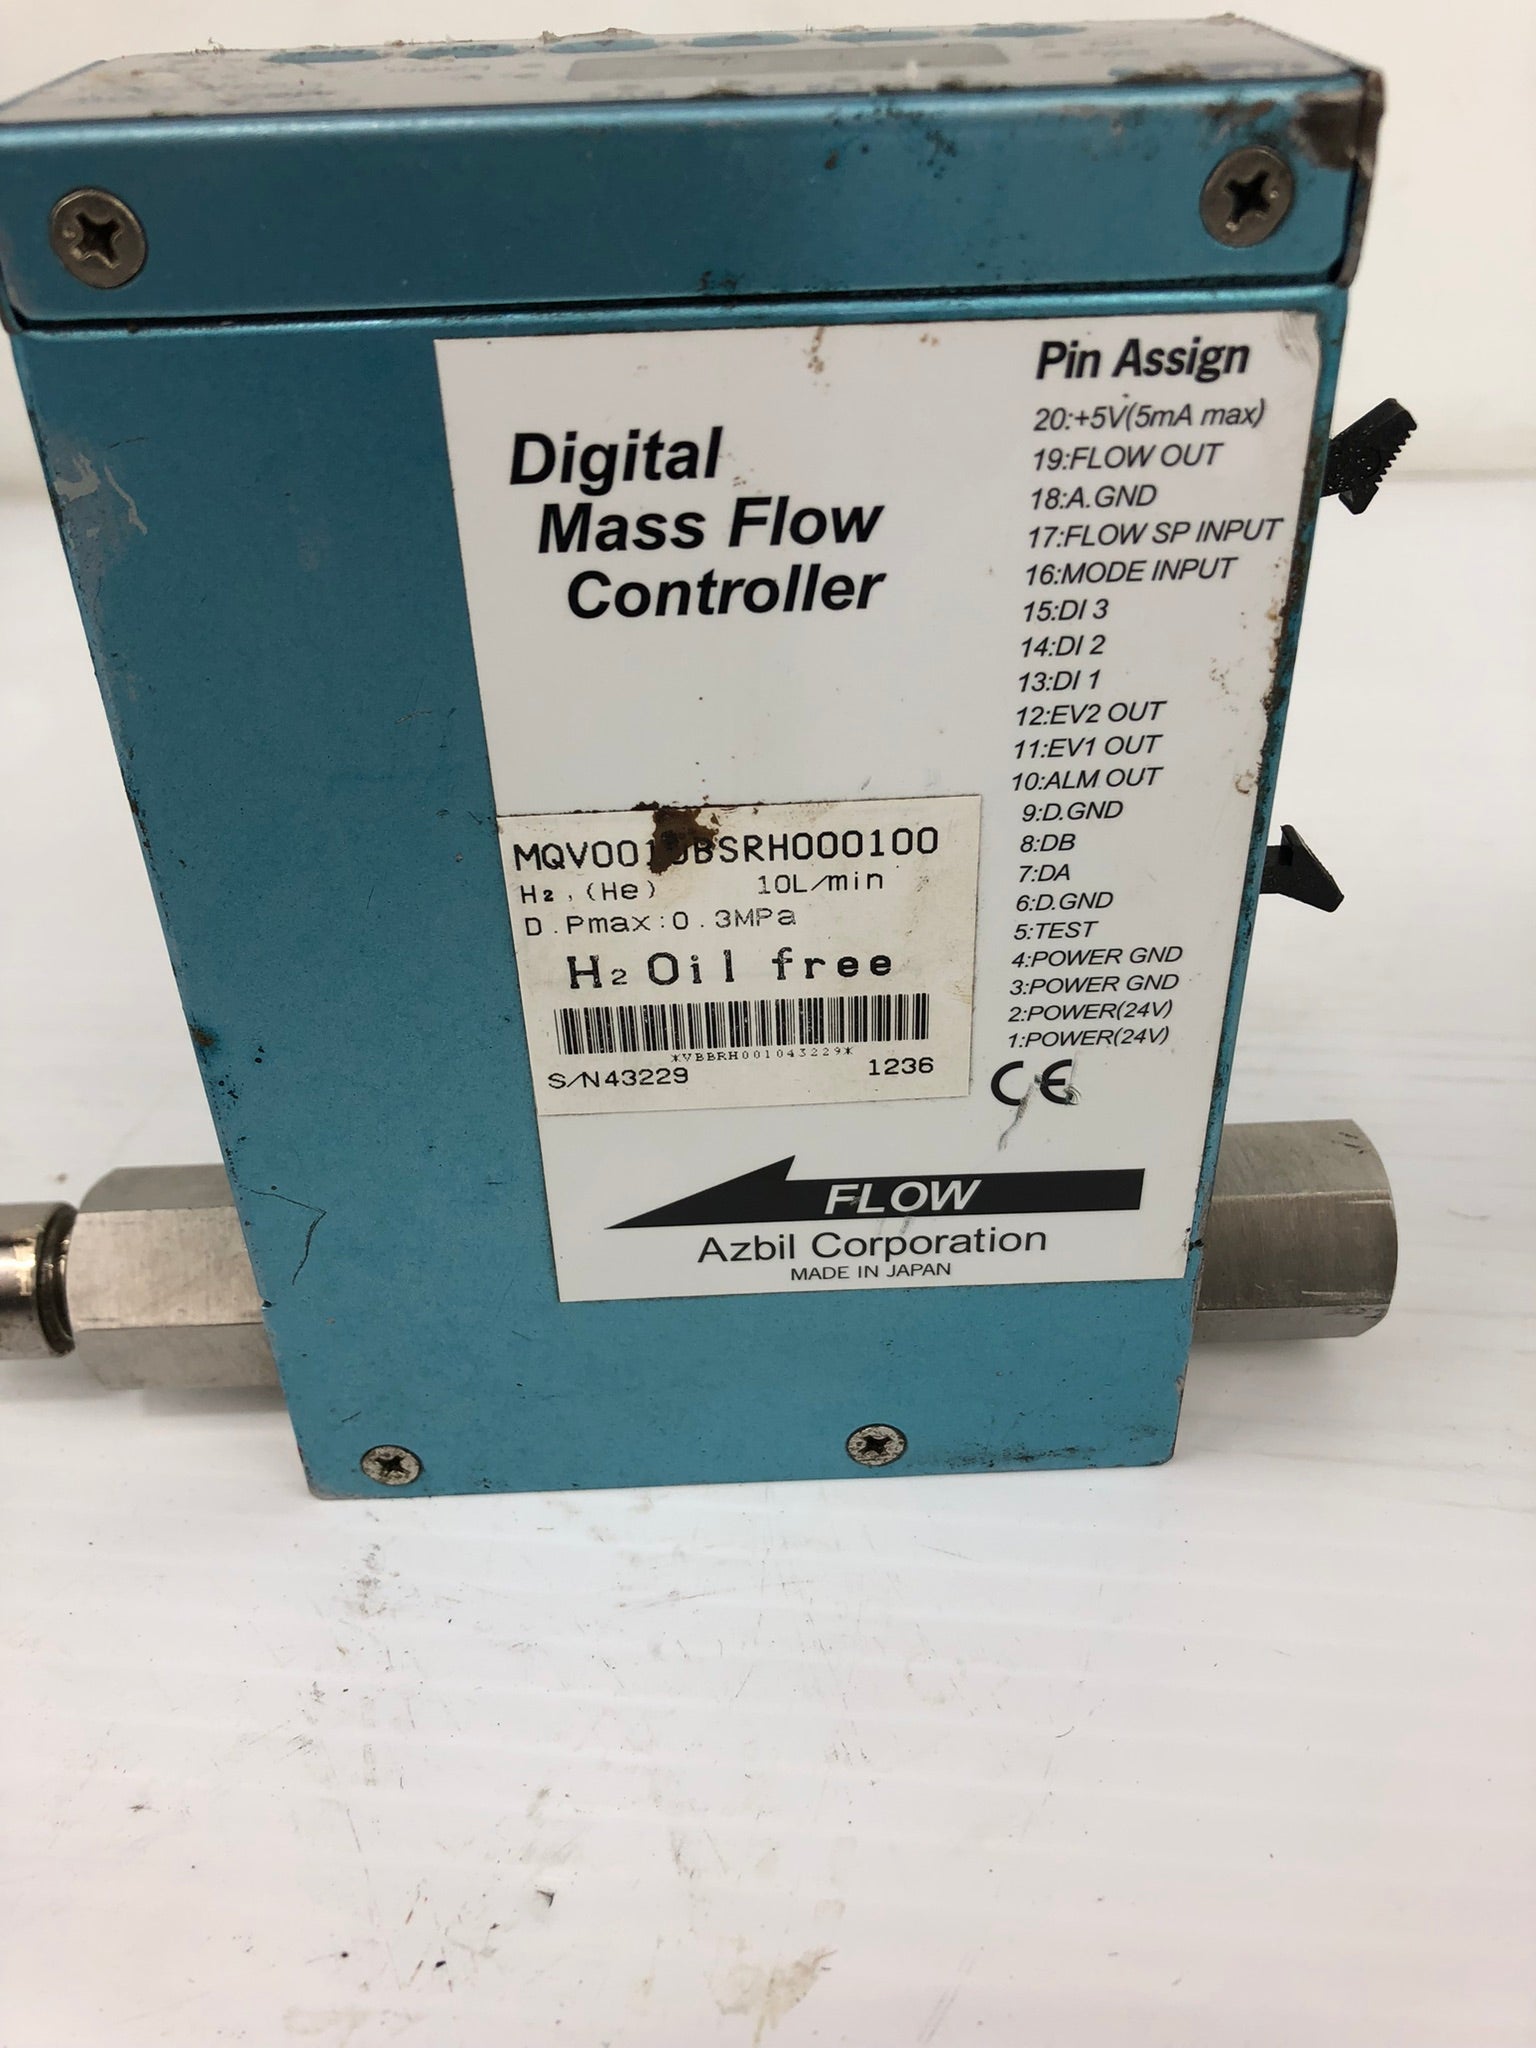 Digital
Mass Flow
Controller
Pin Assign
20:+5V(5mA max)
19:FLOW OUT
18:A.GND
17:FLOW SP INPUT
16:MODE INPUT
15:DI 3
14:DI 2
13:DI 1
12:EV2 OUT
11:EV1 OUT
10:ALM OUT
9:D.GND
8:DB
7:DA
6:D.GND
5:TEST
4:POWER GND
3:POWER GND
2:POWER(24V)
1:POWER(24V)
CE
H₂,(He) 10L/min
D.Pmax:0.3MPa
H₂ Oil free
*VBBRH001043229*
S/N43229 1236
FLOW
Azbil Corporation
MADE IN JAPAN